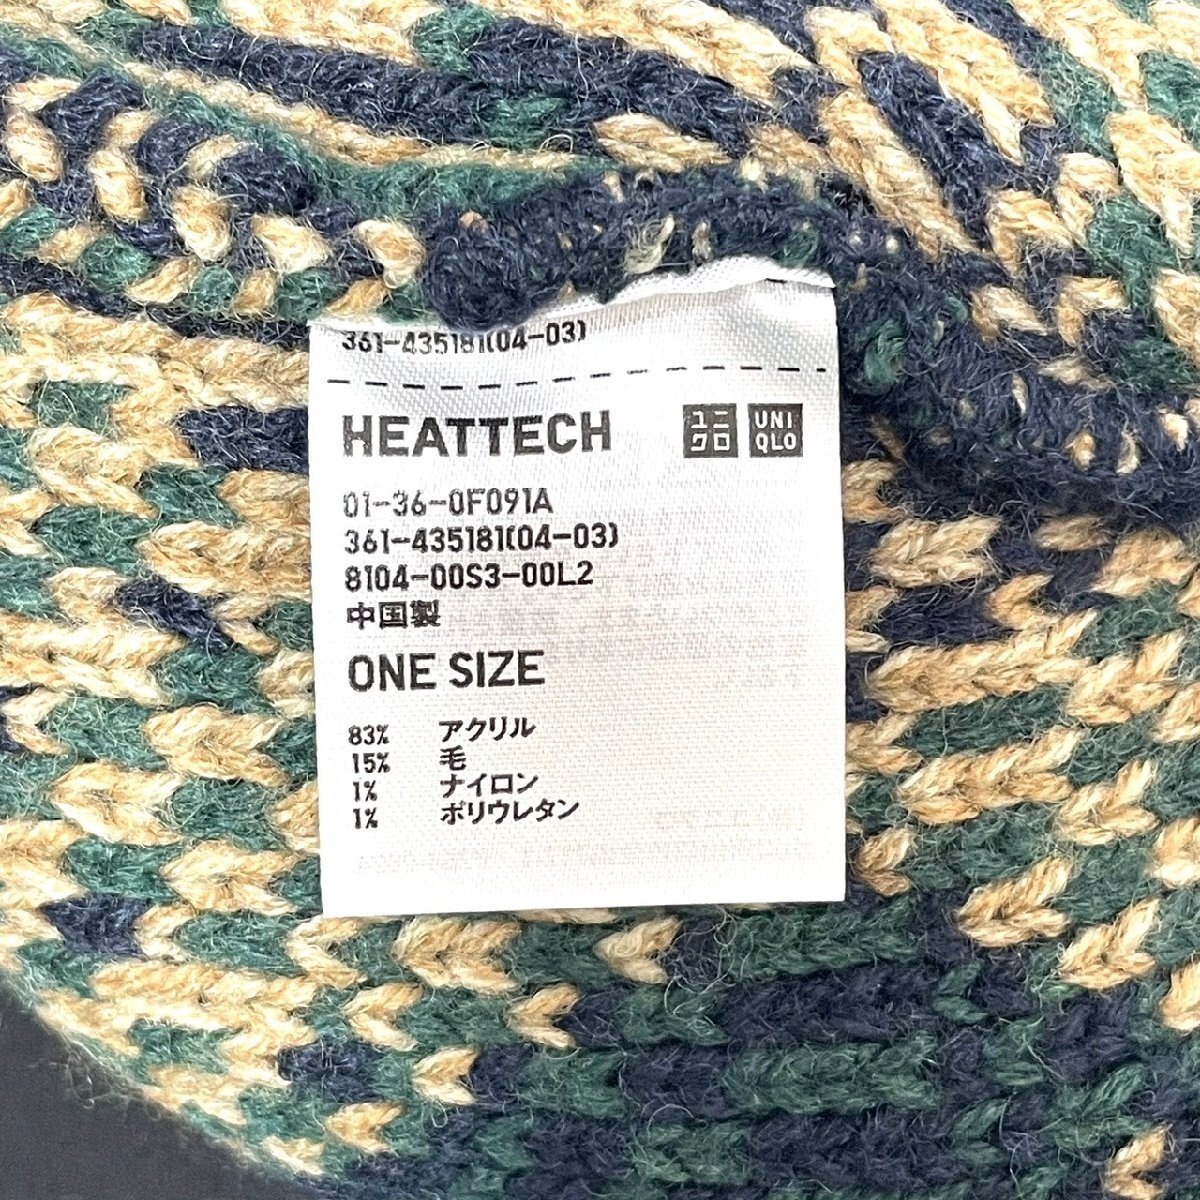 361-435181(04-03)
HEATTECH
ユニ
クロ
UNI
QLO
01-36-0F091A
361-435181(04-03)
8104-00S3-00L2
中国製
ONE SIZE
83% アクリル
15% 毛
1% ナイロン
1% ポリウレタン